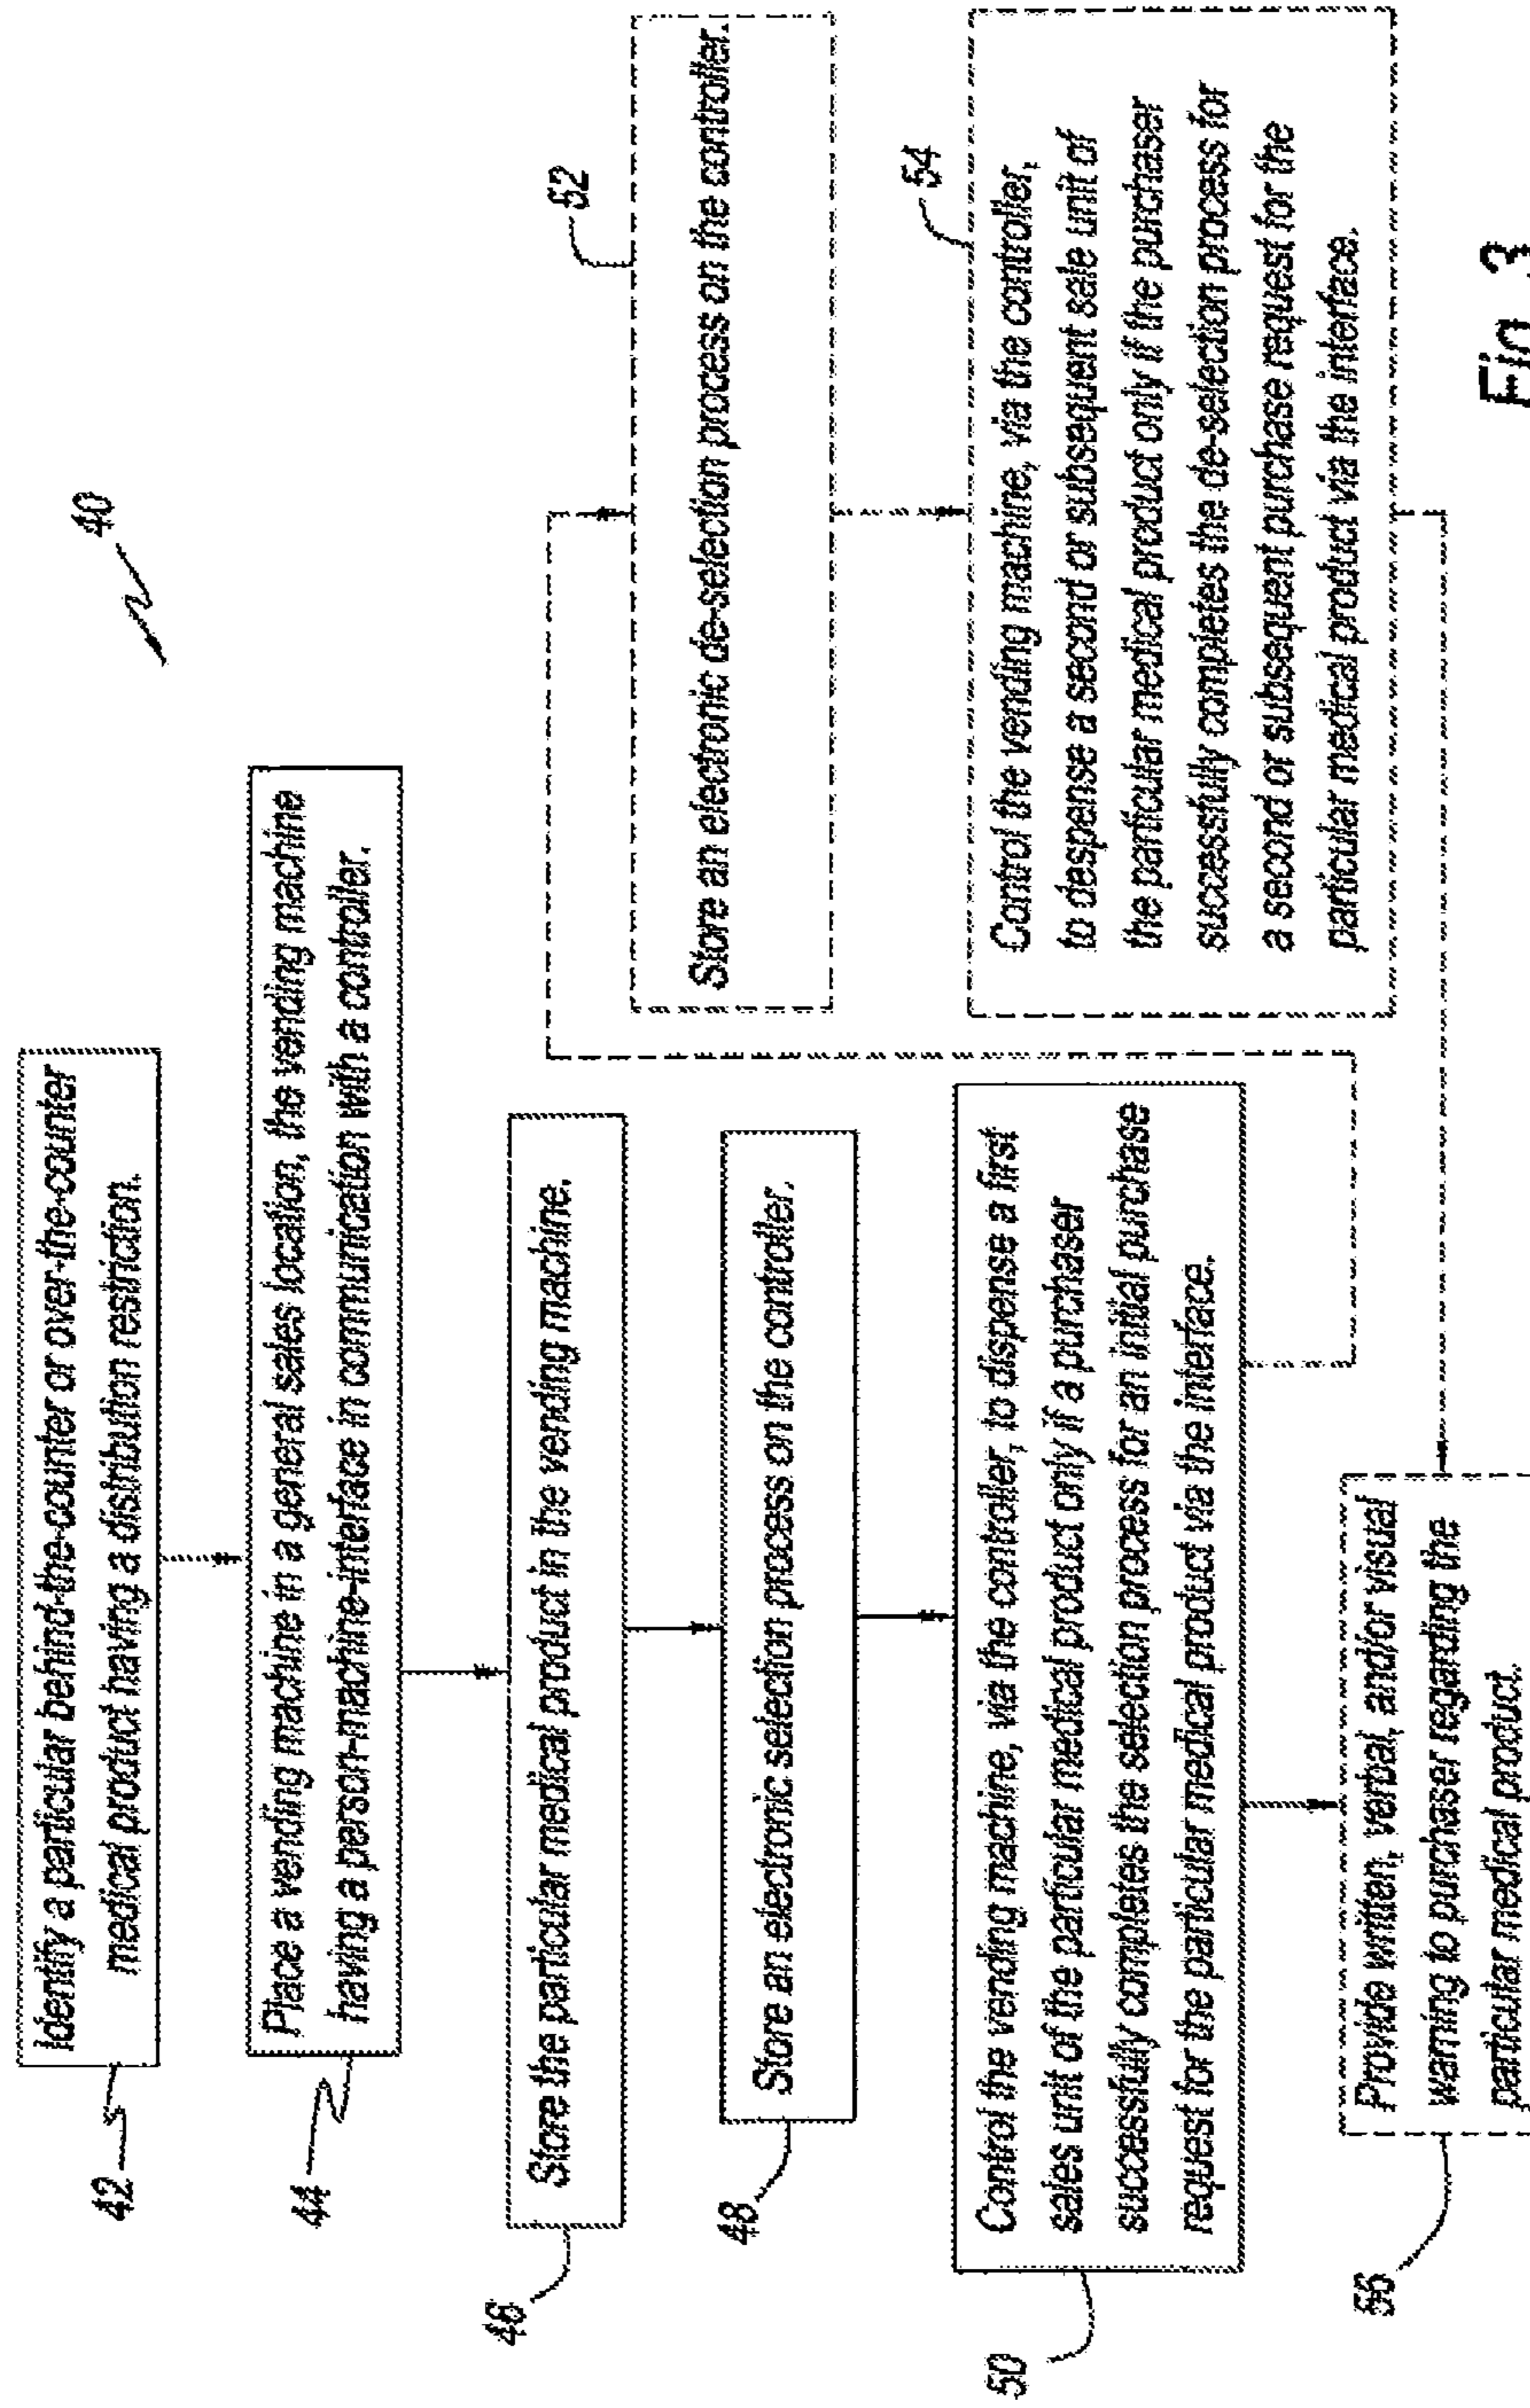 40
42
Identify a particular behind-the-counter or over-the-counter
medical product having a distribution restriction.
44
Place a vending machine in a general sales location, the vending machine
having a person-machine-interface in communication with a controller.
46
Store the particular medical product in the vending machine.
48
Store an electronic selection process on the controller.
50
Control the vending machine, via the controller, to dispense a first
sales unit of the particular medical product only if a purchaser
successfully completes the selection process for an initial purchase
request for the particular medical product via the interface.
52
Store an electronic de-selection process on the controller.
54
Control the vending machine, via the controller,
to despense a second or subsequent sale unit of
the particular medical product only if the purchaser
successfully completes the de-selection process for
a second or subsequent purchase request for the
particular medical product via the interface.
56
Provide written, verbal, and/or visual
warning to purchaser regarding the
particular medical product.
Fig. 3